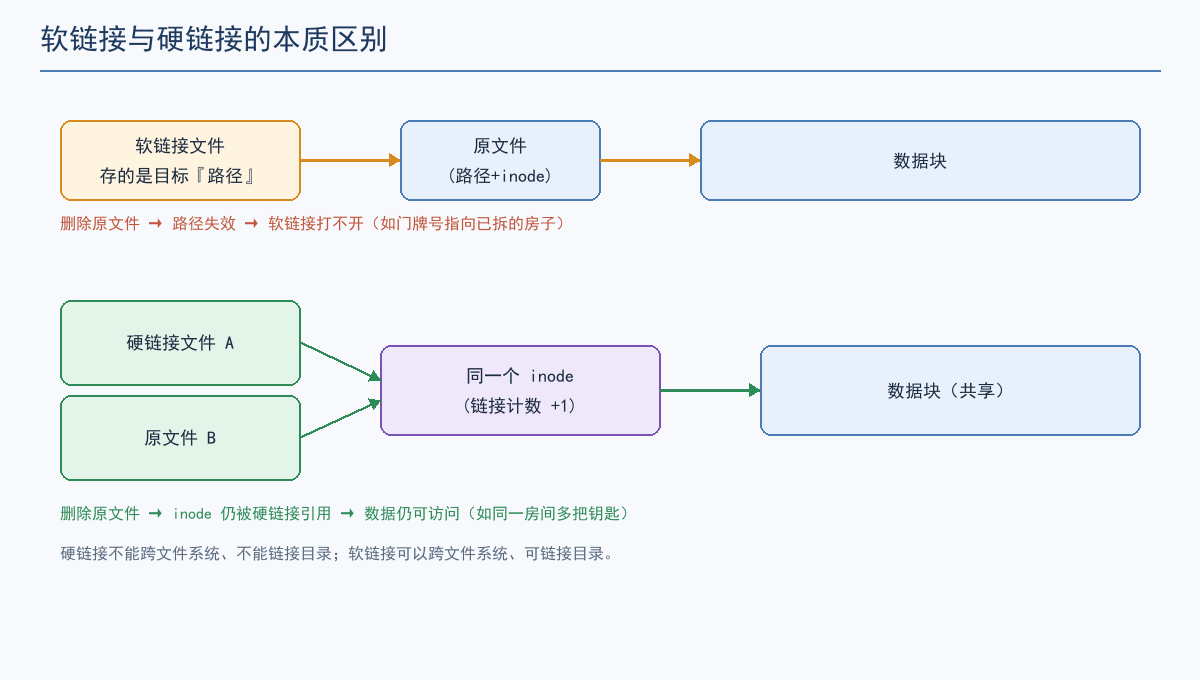 软链接与硬链接的本质区别
软链接文件
存的是目标『路径』
原文件
（路径+inode）
数据块
删除原文件 → 路径失效 → 软链接打不开（如门牌号指向已拆的房子）
硬链接文件 A
原文件 B
同一个 inode
（链接计数 +1）
数据块（共享）
删除原文件 → inode 仍被硬链接引用 → 数据仍可访问（如同一房间多把钥匙）
硬链接不能跨文件系统、不能链接目录；软链接可以跨文件系统、可链接目录。